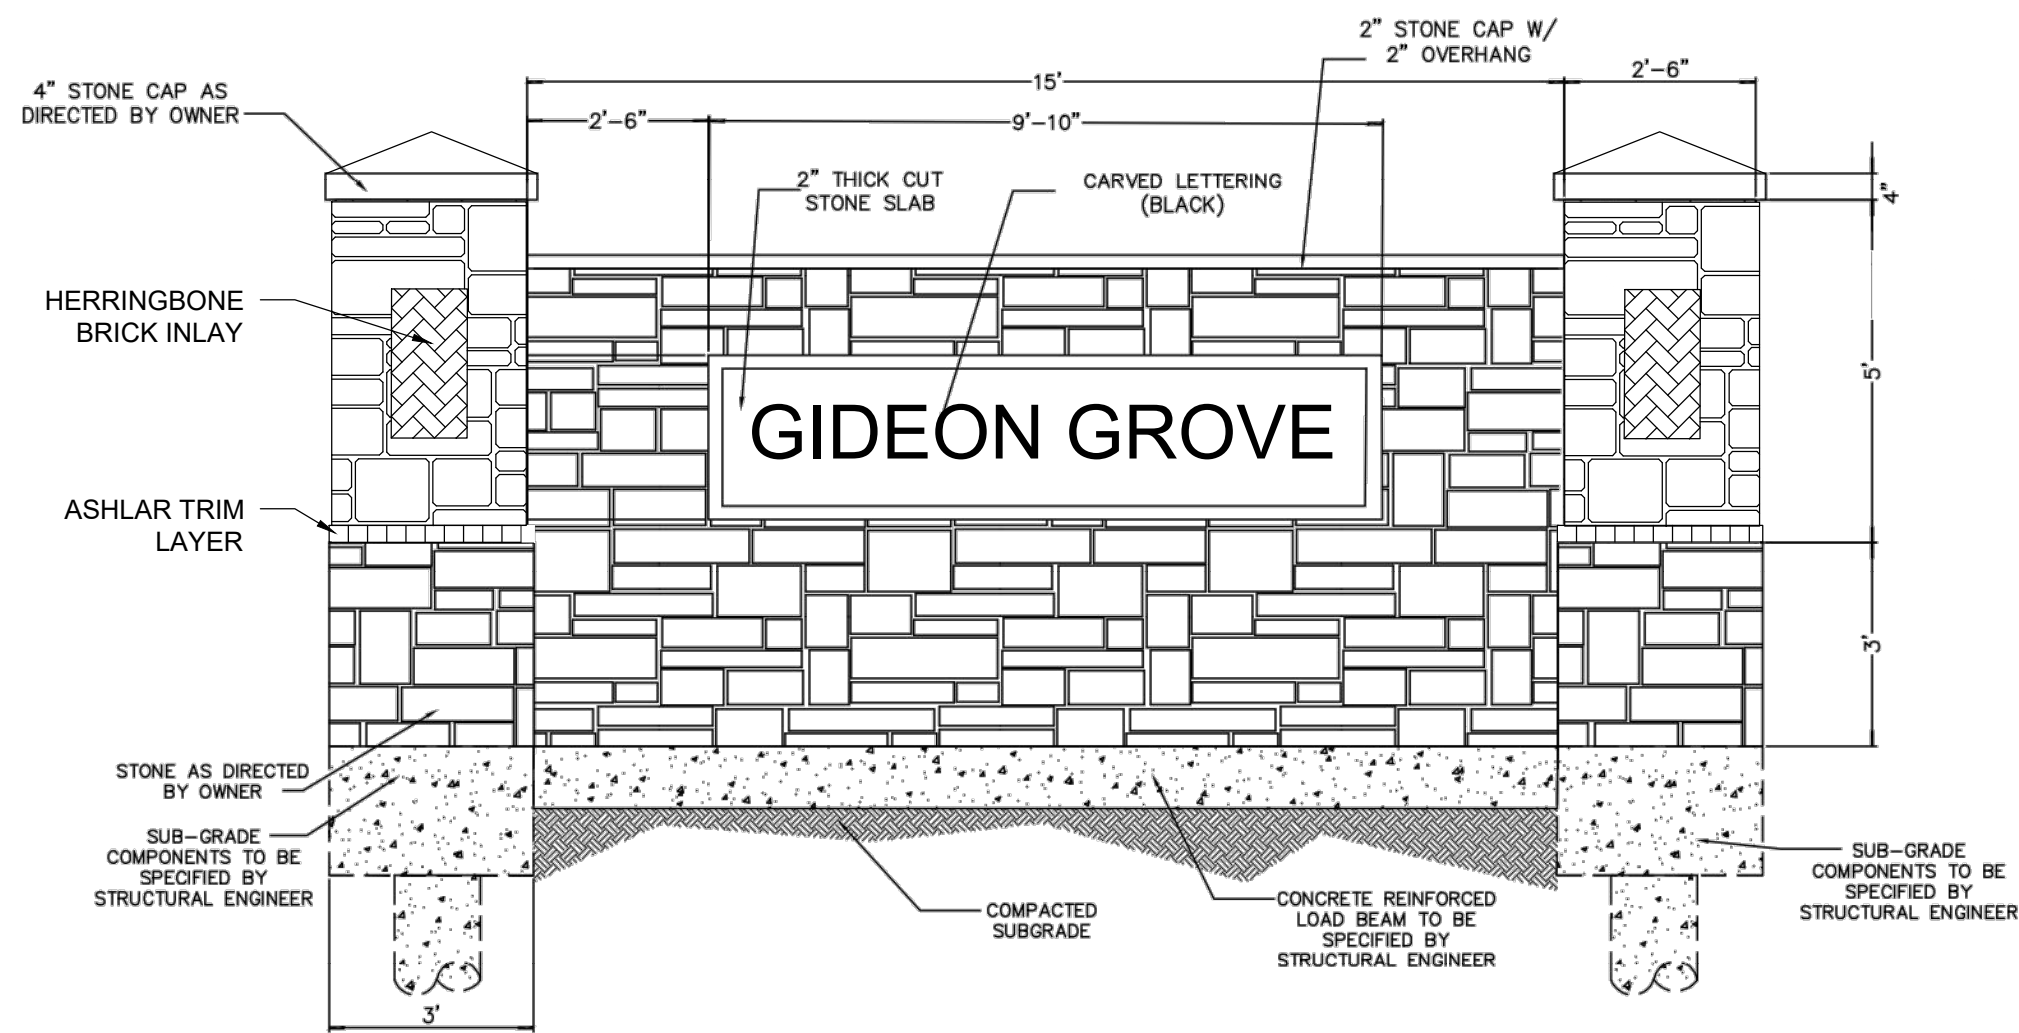 2" STONE CAP W/
2" OVERHANG
4" STONE CAP AS
DIRECTED BY OWNER
15'
2'-6"
2'-6"
9'-10"
2" THICK CUT
STONE SLAB
CARVED LETTERING
(BLACK)
4"
HERRINGBONE
BRICK INLAY
5'
GIDEON GROVE
ASHLAR TRIM
LAYER
3'
STONE AS DIRECTED
BY OWNER
SUB-GRADE
COMPONENTS TO BE
SPECIFIED BY
STRUCTURAL ENGINEER
COMPACTED
SUBGRADE
CONCRETE REINFORCED
LOAD BEAM TO BE
SPECIFIED BY
STRUCTURAL ENGINEER
SUB-GRADE
COMPONENTS TO BE
SPECIFIED BY
STRUCTURAL ENGINEER
3'